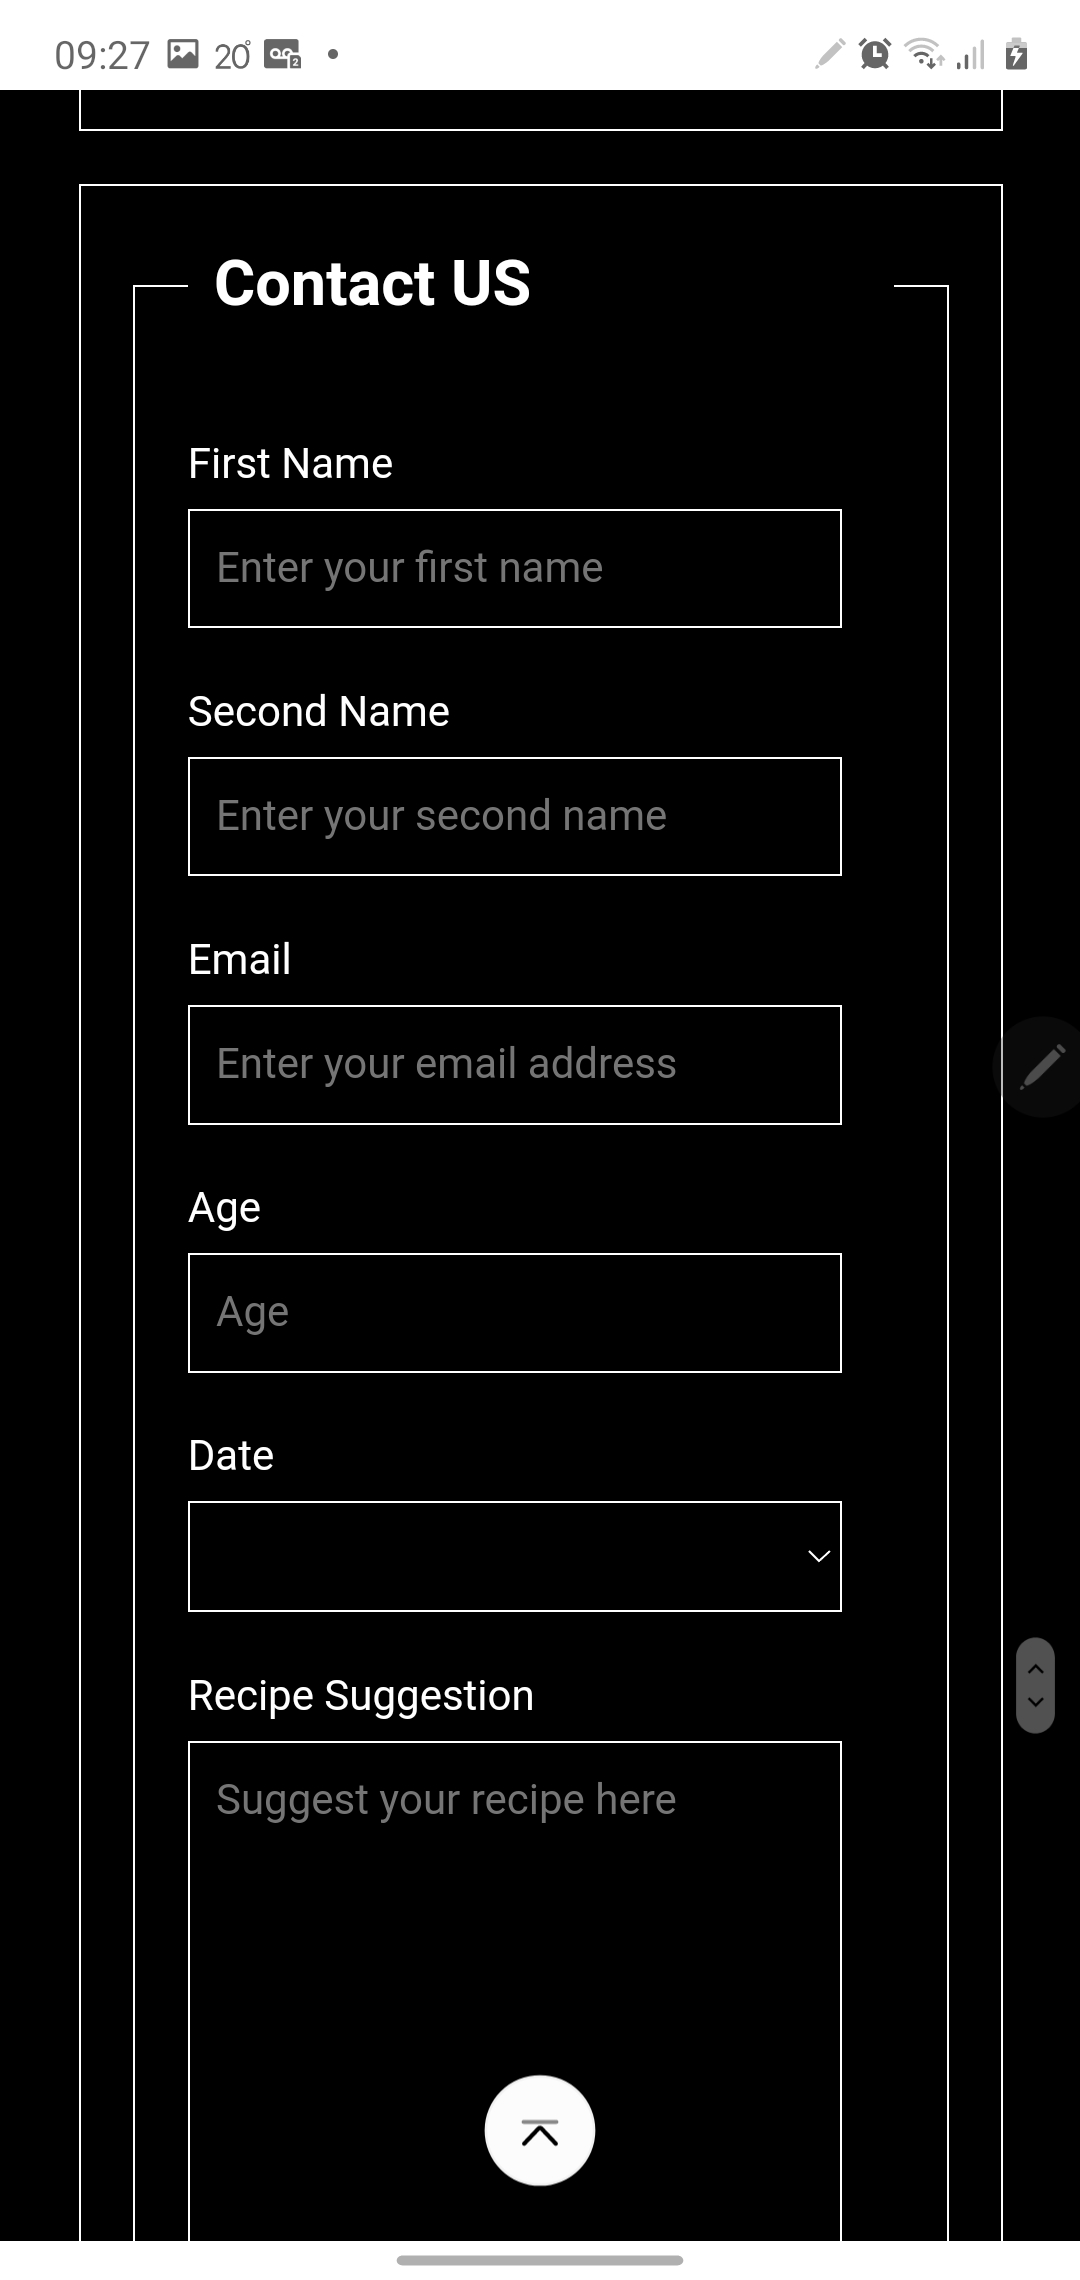 09:27 20°
Contact US
First Name
Enter your first name
Second Name
Enter your second name
Email
Enter your email address
Age
Age
Date
Recipe Suggestion
Suggest your recipe here